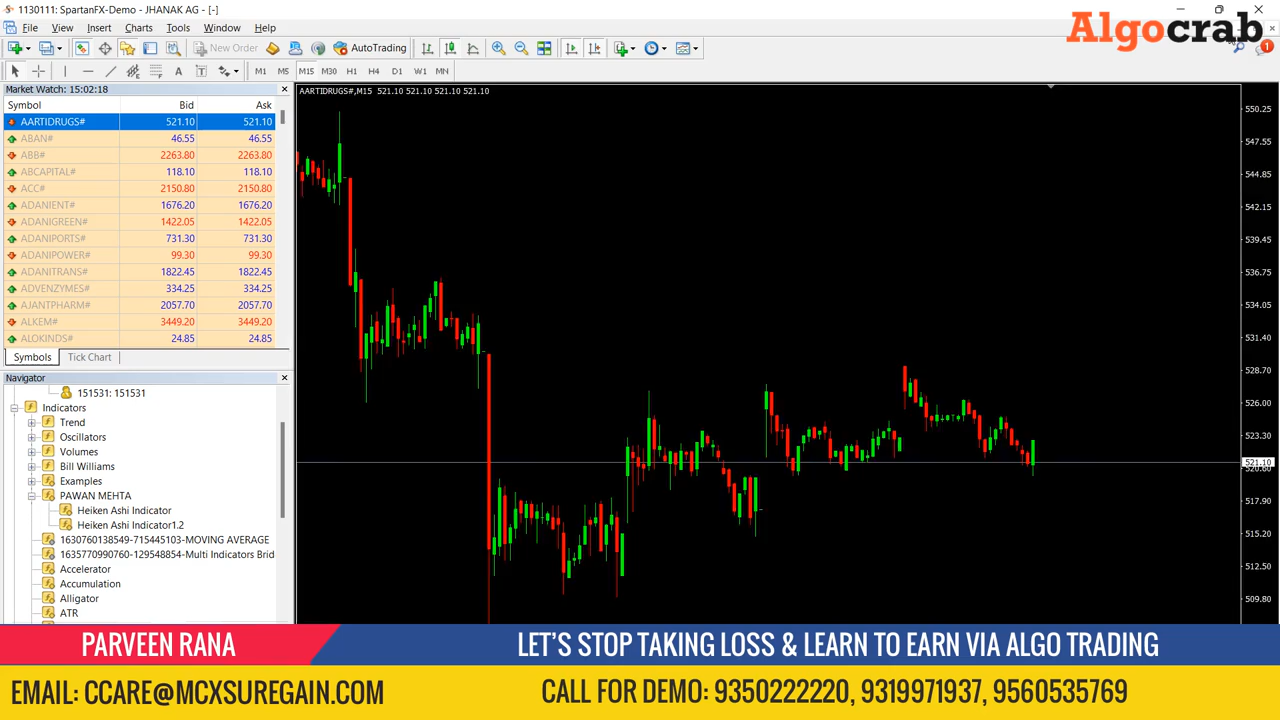 1130111: SpartanFX-Demo - JHANAK AG - [-]
File View Insert Charts Tools Window Help
Algocrab
New Order AutoTrading 1
A T M1 M5 M15 M30 H1 H4 D1 W1 MN
Market Watch: 15:02:18
Symbol Bid Ask
AARTIDRUGS# 521.10 521.10
ABAN# 46.55 46.55
ABB# 2263.80 2263.80
ABCAPITAL# 118.10 118.10
ACC# 2150.80 2150.80
ADANIENT# 1676.20 1676.20
ADANIGREEN# 1422.05 1422.05
ADANIPORTS# 731.30 731.30
ADANIPOWER# 99.30 99.30
ADANITRANS# 1822.45 1822.45
ADVENZYMES# 334.25 334.25
AJANTPHARM# 2057.70 2057.70
ALKEM# 3449.20 3449.20
ALOKINDS# 24.85 24.85
Symbols Tick Chart
Navigator
151531: 151531
Indicators
Trend
Oscillators
Volumes
Bill Williams
Examples
PAWAN MEHTA
Heiken Ashi Indicator
Heiken Ashi Indicator1.2
1630760138549-715445103-MOVING AVERAGE
1635770990760-129548854-Multi Indicators Brid
Accelerator
Accumulation
Alligator
ATR
AARTIDRUGS#,M15 521.10 521.10 521.10 521.10
550.25
547.55
544.85
542.15
539.45
536.75
534.05
531.40
528.70
526.00
523.30
521.10
520.60
517.90
515.20
512.50
509.80
PARVEEN RANA
LET'S STOP TAKING LOSS & LEARN TO EARN VIA ALGO TRADING
EMAIL: CCARE@MCXSUREGAIN.COM
CALL FOR DEMO: 9350222220, 9319971937, 9560535769